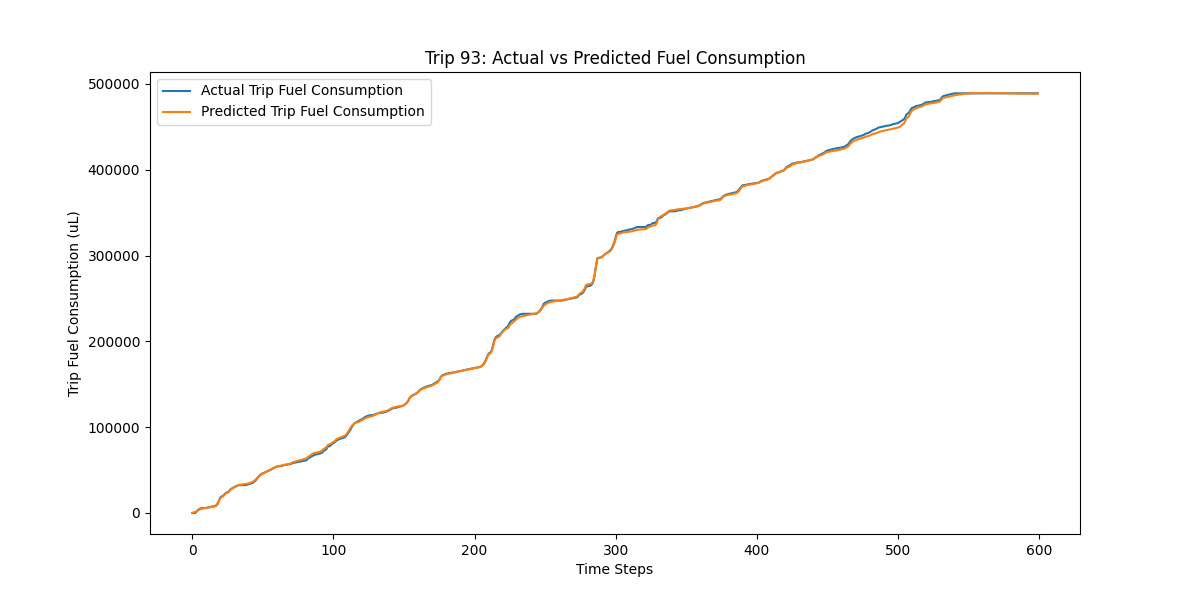 Trip 93: Actual vs Predicted Fuel Consumption
Actual Trip Fuel Consumption
Predicted Trip Fuel Consumption
Trip Fuel Consumption (uL)
500000
400000
300000
200000
100000
0
0 100 200 300 400 500 600
Time Steps